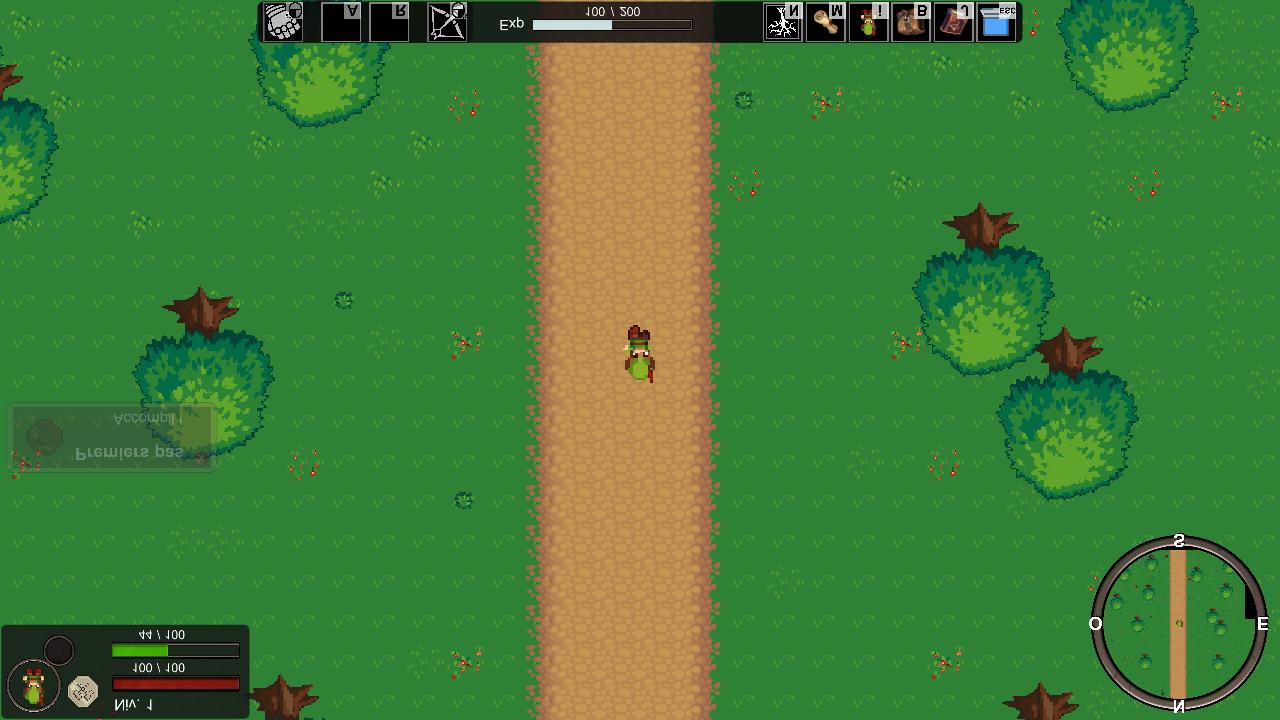 Niv. 1
100 / 100
44 / 100
N
O
E
S
Premiers pas
Accompli !
A
R
Exp
100 / 200
N
M
I
B
J
ESC